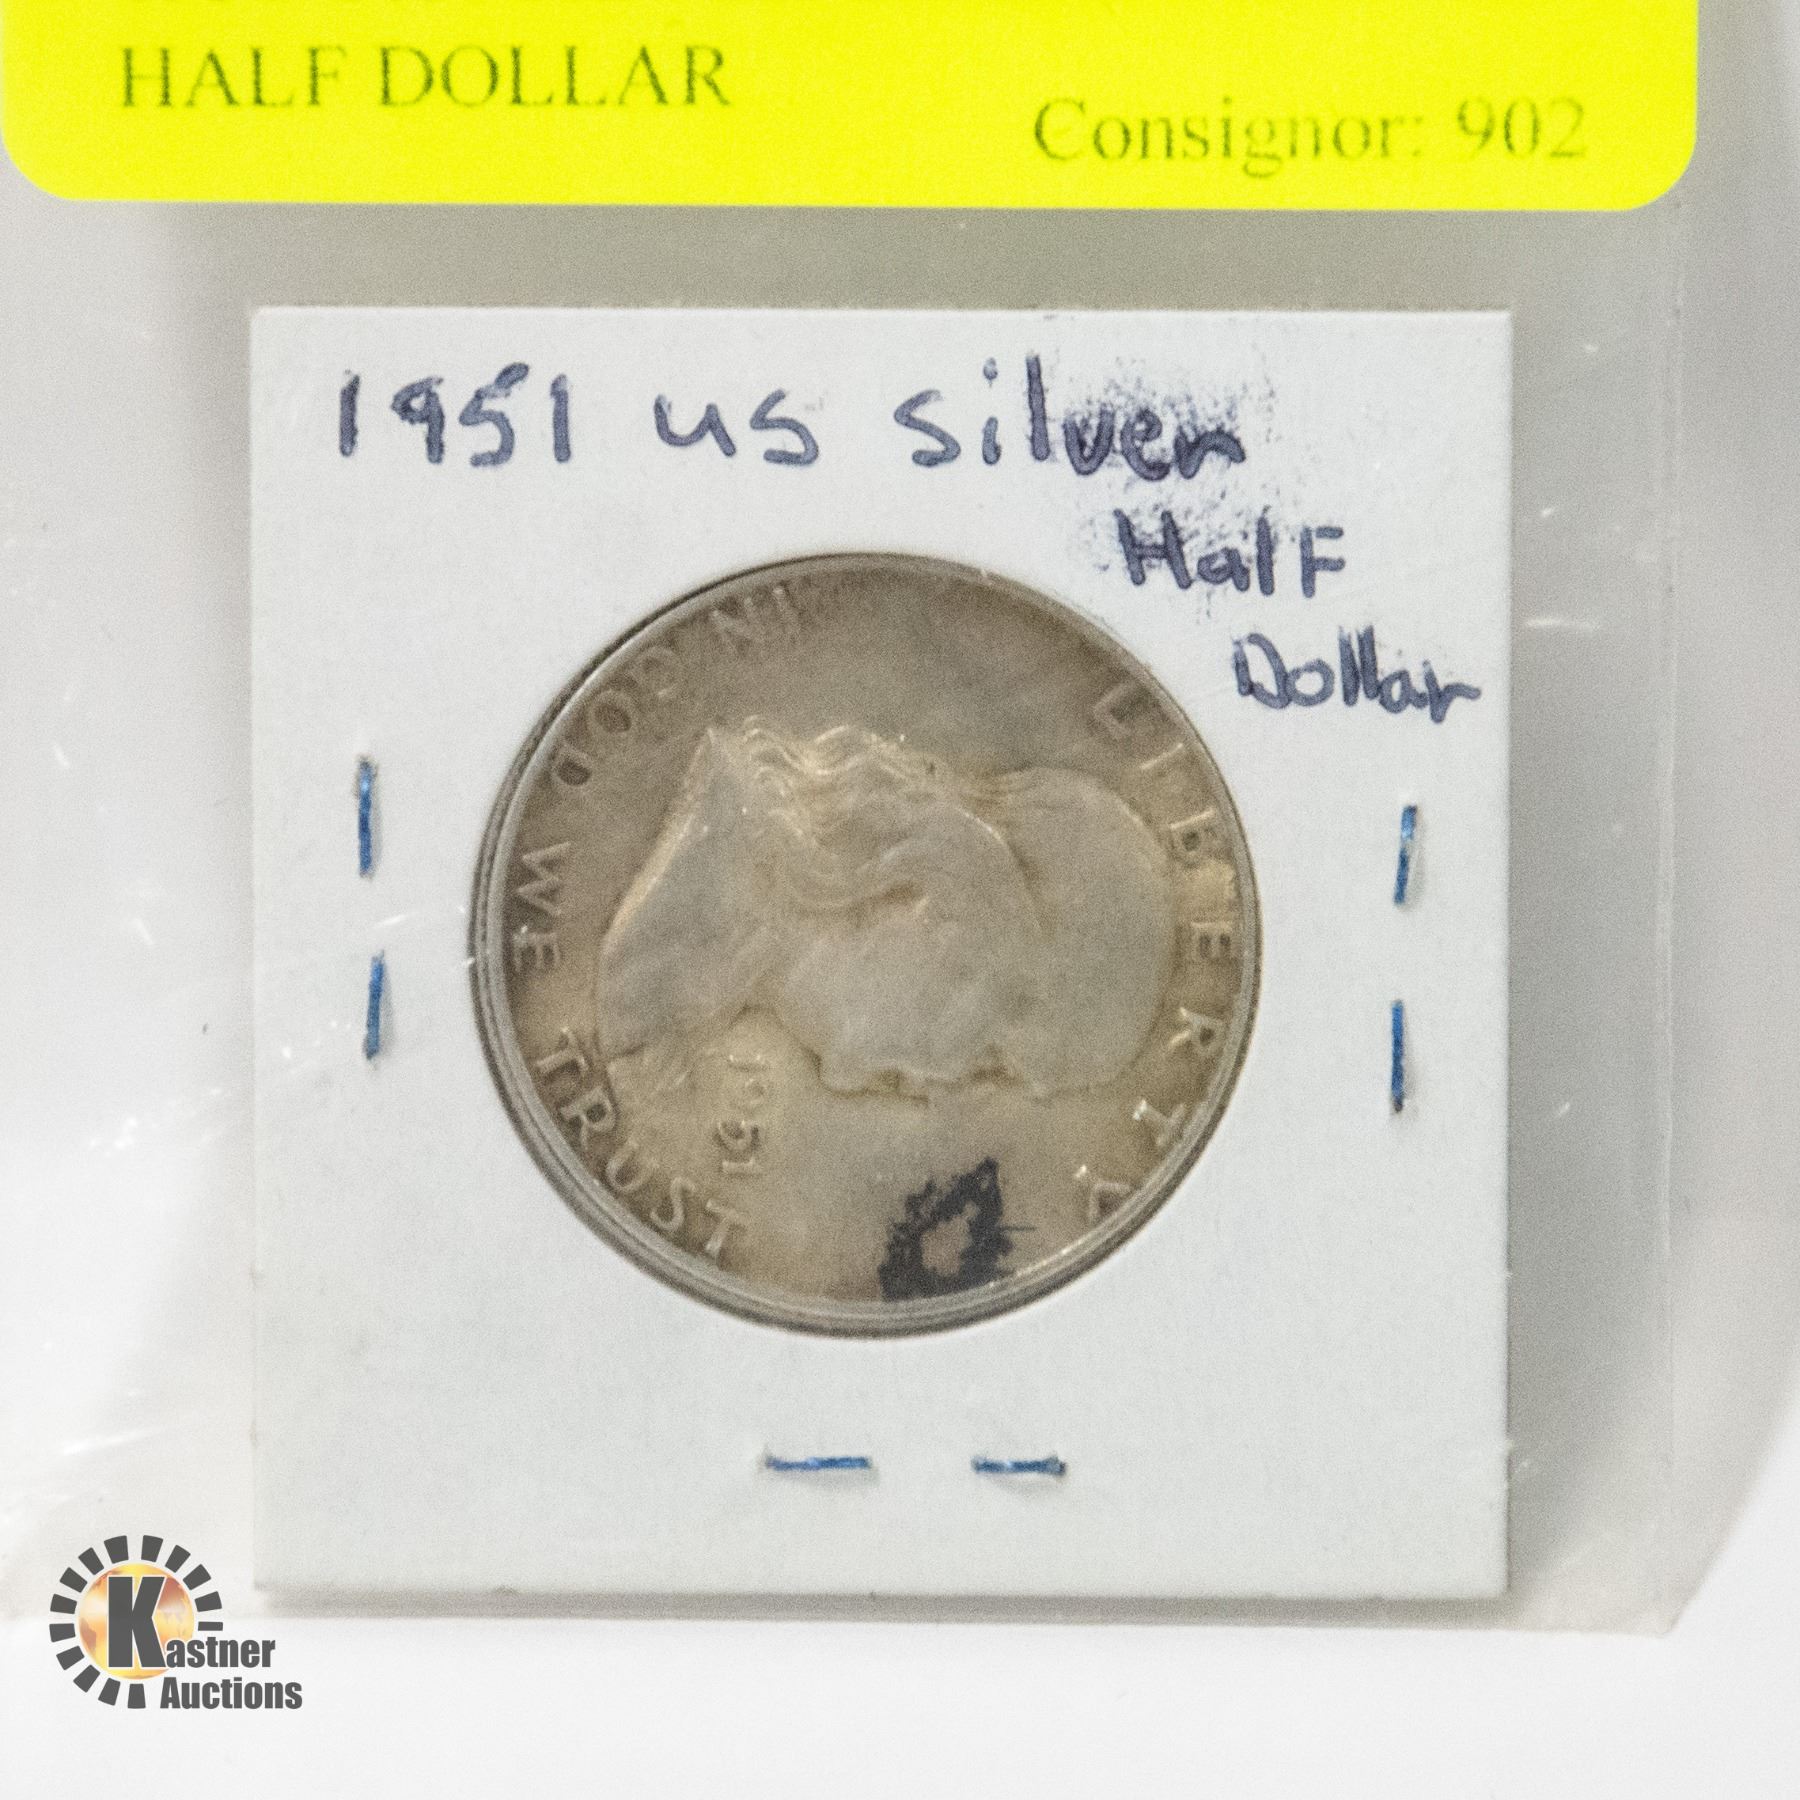 HALF DOLLAR
Consignor: 902
1951 us silver
Half
Dollar
IN GOD WE TRUST
LIBERTY
1951
Kastner
Auctions